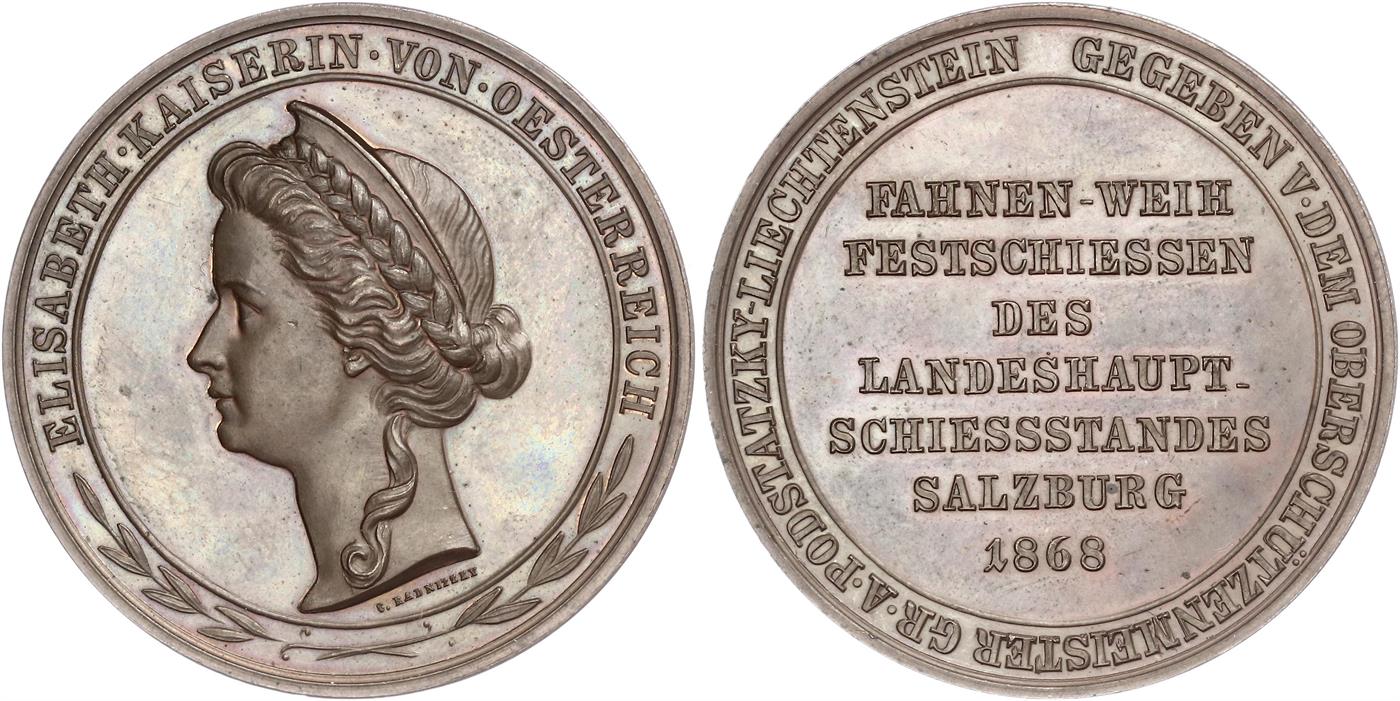 ELISABETH·KAISERIN·VON·OESTERREICH
C. RADNITZKY
GEGEBEN V·DEM OBERSCHÜTZENMEISTER GR·A·PODSTATZKY-LIECHTENSTEIN
FAHNEN-WEIH
FESTSCHIESSEN
DES
LANDESHAUPT-
SCHIESSSTANDES
SALZBURG
1868